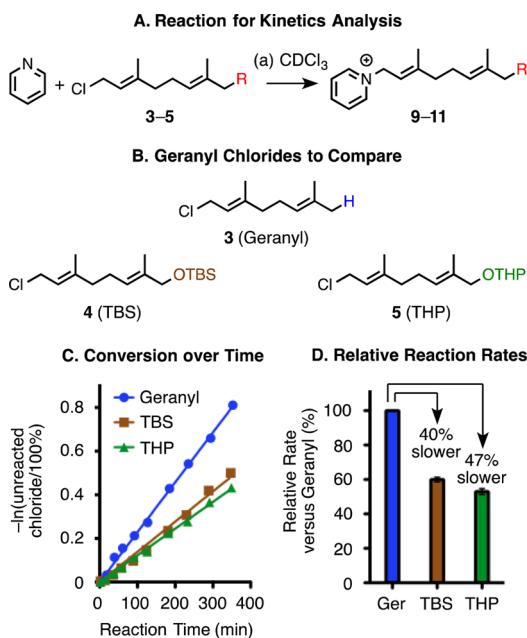 A. Reaction for Kinetics Analysis
N + Cl R (a) CDCl3 N ⊕ R
3–5 9–11
B. Geranyl Chlorides to Compare
Cl H
3 (Geranyl)
Cl OTBS Cl OTHP
4 (TBS) 5 (THP)
C. Conversion over Time
–ln(unreacted
chloride/100%)
0.8
0.6
0.4
0.2
0
Geranyl
TBS
THP
0 100 200 300 400
Reaction Time (min)
D. Relative Reaction Rates
Relative Rate
versus Geranyl (%)
100
80
60
40
20
0
40%
slower
47%
slower
Ger TBS THP